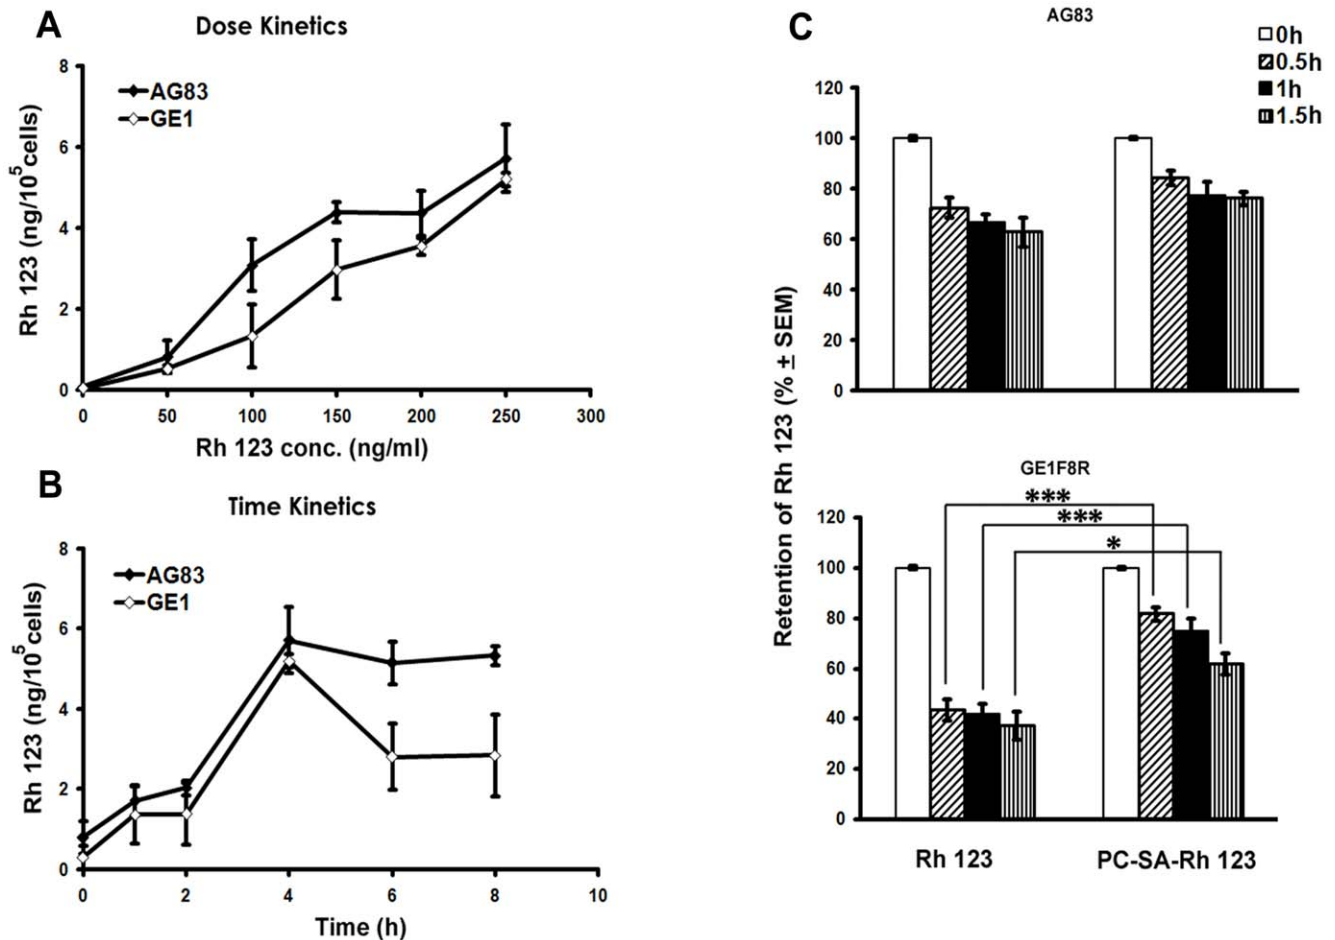 A
Dose Kinetics
AG83
GE1
8
6
4
2
0
Rh 123 (ng/10⁵cells)
0 50 100 150 200 250 300
Rh 123 conc. (ng/ml)
B
Time Kinetics
AG83
GE1
8
6
4
2
0
Rh 123 (ng/10⁵cells)
0 2 4 6 8 10
Time (h)
C
AG83
0h
0.5h
1h
1.5h
120
100
80
60
40
20
0
Retention of Rh 123 (% ± SEM)
GE1F8R
***
***
*
120
100
80
60
40
20
0
Rh 123 PC-SA-Rh 123